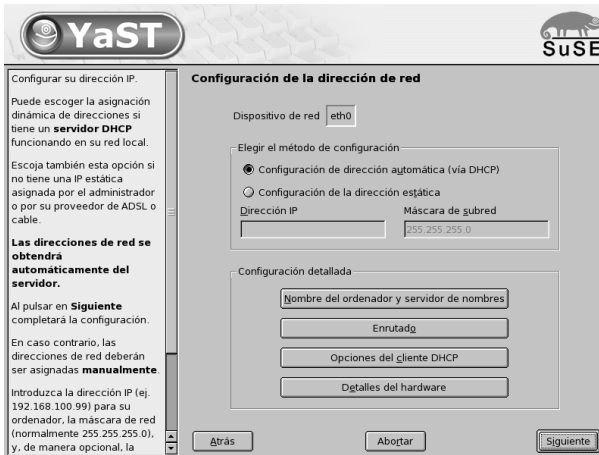 YaST
SuSE
Configurar su dirección IP.
Puede escoger la asignación
dinámica de direcciones si
tiene un servidor DHCP
funcionando en su red local.
Escoja también esta opción si
no tiene una IP estática
asignada por el administrador
o por su proveedor de ADSL o
cable.
Las direcciones de red se
obtendrá
automáticamente del
servidor.
Al pulsar en Siguiente
completará la configuración.
En caso contrario, las
direcciones de red deberán
ser asignadas manualmente.
Introduzca la dirección IP (ej.
192.168.100.99) para su
ordenador, la máscara de red
(normalmente 255.255.255.0),
y, de manera opcional, la
Configuración de la dirección de red
Dispositivo de red eth0
Elegir el método de configuración
Configuración de dirección automática (vía DHCP)
Configuración de la dirección estática
Dirección IP Máscara de subred
255.255.255.0
Configuración detallada
Nombre del ordenador y servidor de nombres
Enrutado
Opciones del cliente DHCP
Detalles del hardware
Atrás Abortar Siguiente